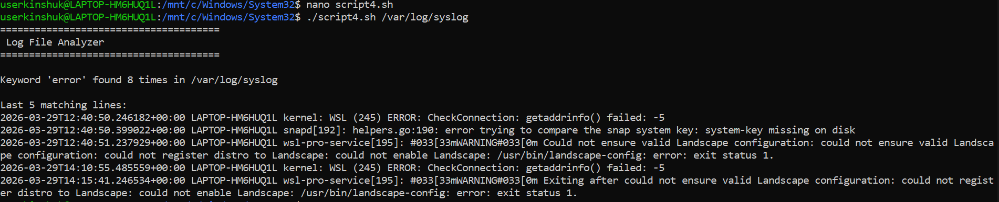 userkinshuk@LAPTOP-HM6HUQ1L:/mnt/c/Windows/System32$ nano script4.sh
userkinshuk@LAPTOP-HM6HUQ1L:/mnt/c/Windows/System32$ ./script4.sh /var/log/syslog
======================================
 Log File Analyzer
======================================

Keyword 'error' found 8 times in /var/log/syslog

Last 5 matching lines:
2026-03-29T12:40:50.246182+00:00 LAPTOP-HM6HUQ1L kernel: WSL (245) ERROR: CheckConnection: getaddrinfo() failed: -5
2026-03-29T12:40:50.399022+00:00 LAPTOP-HM6HUQ1L snapd[192]: helpers.go:190: error trying to compare the snap system key: system-key missing on disk
2026-03-29T12:40:51.237929+00:00 LAPTOP-HM6HUQ1L wsl-pro-service[195]: #033[33mWARNING#033[0m Could not ensure valid Landscape configuration: could not ensure valid Landsca
pe configuration: could not register distro to Landscape: could not enable Landscape: /usr/bin/landscape-config: error: exit status 1.
2026-03-29T14:10:55.485559+00:00 LAPTOP-HM6HUQ1L kernel: WSL (245) ERROR: CheckConnection: getaddrinfo() failed: -5
2026-03-29T14:15:41.246534+00:00 LAPTOP-HM6HUQ1L wsl-pro-service[195]: #033[33mWARNING#033[0m Exiting after could not ensure valid Landscape configuration: could not regist
er distro to Landscape: could not enable Landscape: /usr/bin/landscape-config: error: exit status 1.